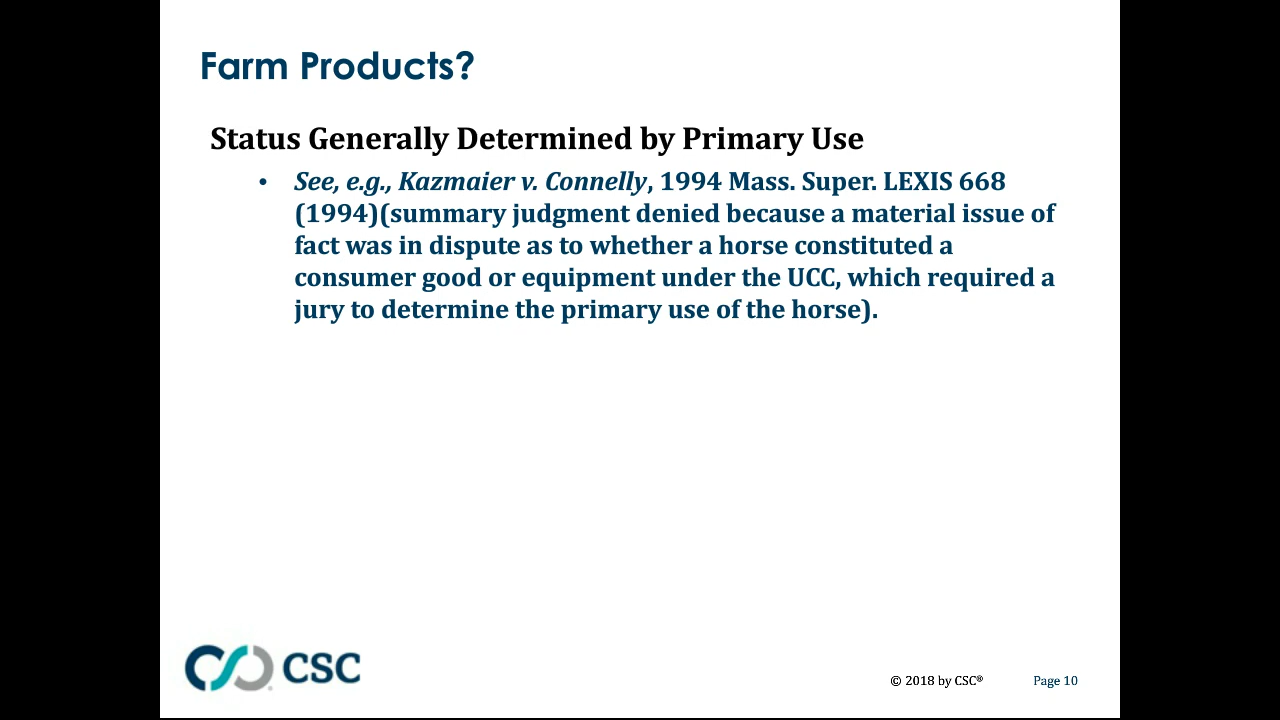 Farm Products?
Status Generally Determined by Primary Use
• See, e.g., Kazmaier v. Connelly, 1994 Mass. Super. LEXIS 668
(1994)(summary judgment denied because a material issue of
fact was in dispute as to whether a horse constituted a
consumer good or equipment under the UCC, which required a
jury to determine the primary use of the horse).
CSC
© 2018 by CSC®
Page 10